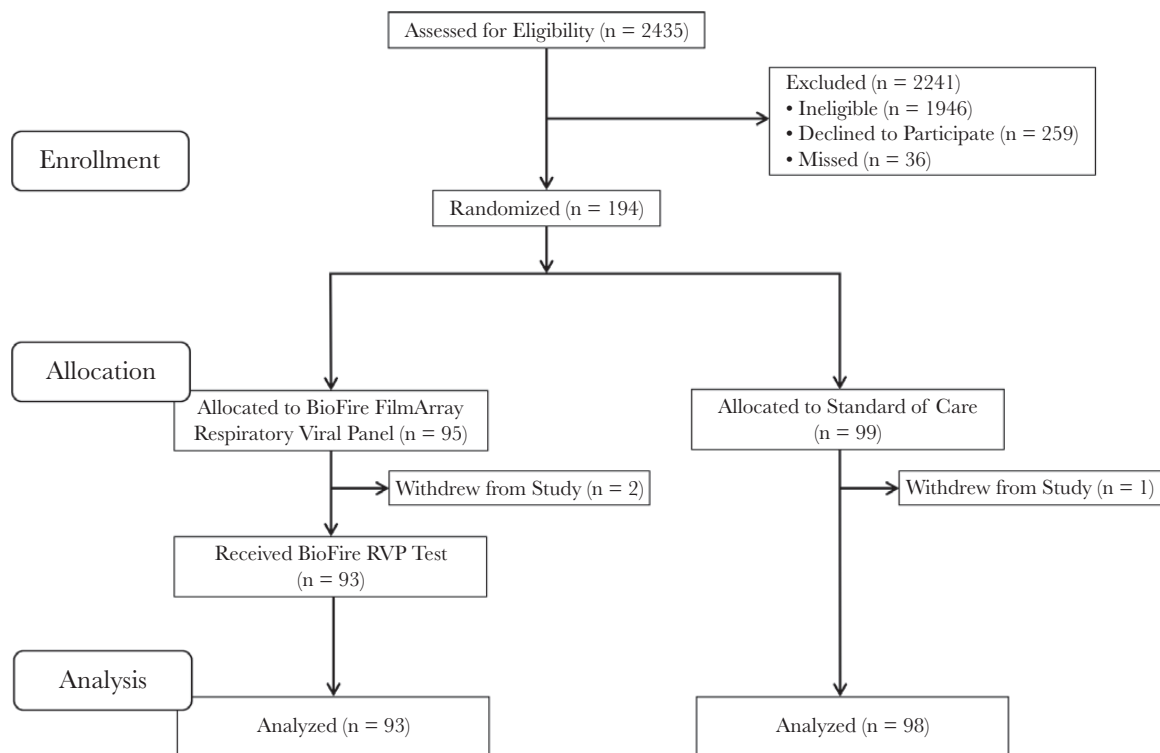 Assessed for Eligibility (n = 2435)
Excluded (n = 2241)
• Ineligible (n = 1946)
• Declined to Participate (n = 259)
• Missed (n = 36)
Enrollment
Randomized (n = 194)
Allocation
Allocated to BioFire FilmArray
Respiratory Viral Panel (n = 95)
Allocated to Standard of Care
(n = 99)
Withdrew from Study (n = 2)
Withdrew from Study (n = 1)
Received BioFire RVP Test
(n = 93)
Analysis
Analyzed (n = 93)
Analyzed (n = 98)